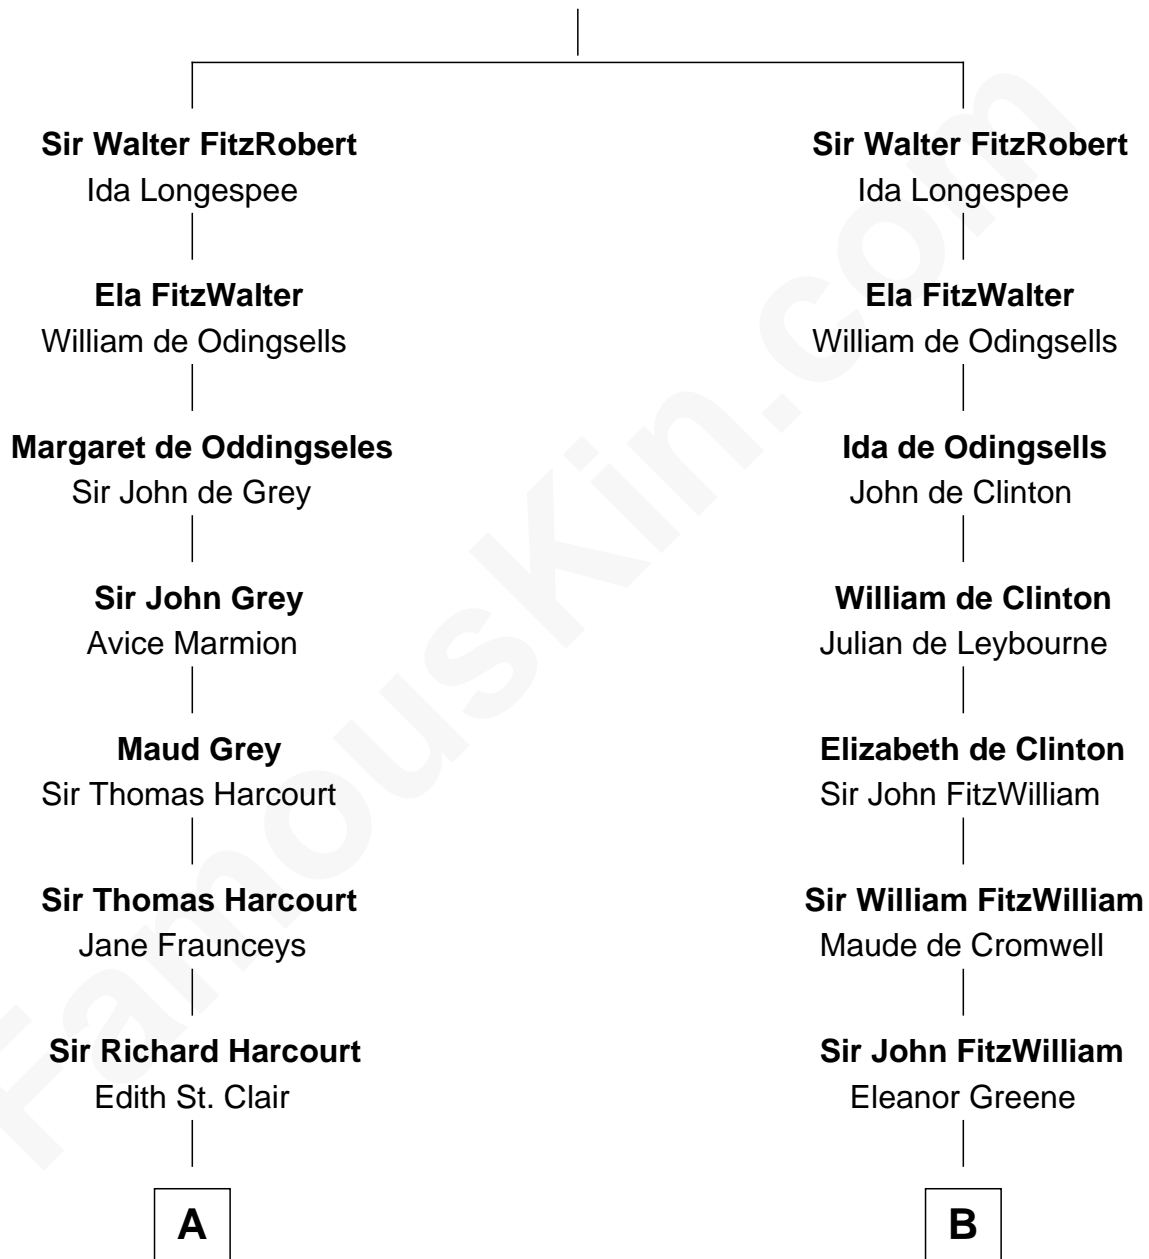 Sir Walter FitzRobert
Ida Longespee
Ela FitzWalter
William de Odingsells
Margaret de Oddingseles
Sir John de Grey
Sir John Grey
Avice Marmion
Maud Grey
Sir Thomas Harcourt
Sir Thomas Harcourt
Jane Fraunceys
Sir Richard Harcourt
Edith St. Clair
A
Sir Walter FitzRobert
Ida Longespee
Ela FitzWalter
William de Odingsells
Ida de Odingsells
John de Clinton
William de Clinton
Julian de Leybourne
Elizabeth de Clinton
Sir John FitzWilliam
Sir William FitzWilliam
Maude de Cromwell
Sir John FitzWilliam
Eleanor Greene
B
FamousKin.com